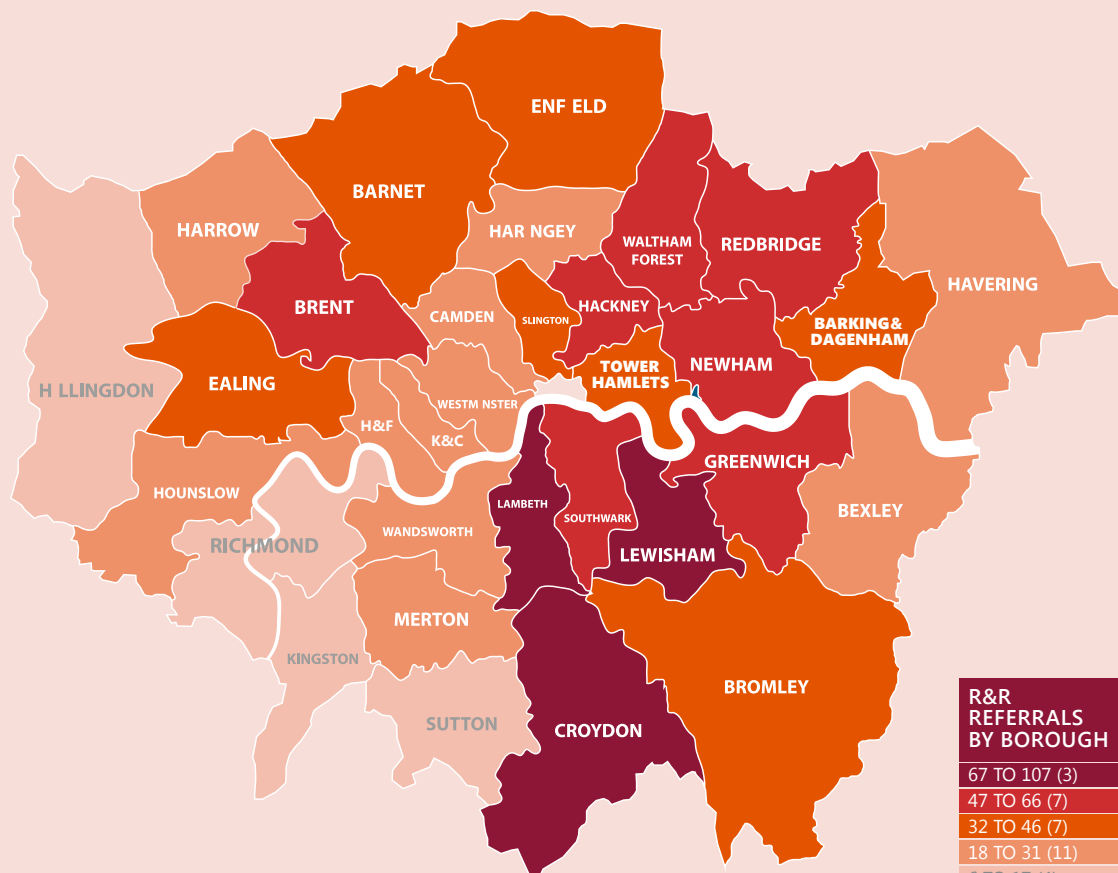 ENF ELD
BARNET
HARROW
HAR NGEY
WALTHAM
FOREST
REDBRIDGE
HAVERING
BRENT
CAMDEN
SLINGTON
HACKNEY
BARKING&
DAGENHAM
H LLINGDON
EALING
TOWER
HAMLETS
NEWHAM
H&F
WESTM NSTER
K&C
GREENWICH
HOUNSLOW
LAMBETH
SOUTHWARK
BEXLEY
RICHMOND
WANDSWORTH
LEWISHAM
MERTON
KINGSTON
BROMLEY
SUTTON
CROYDON
R&R
REFERRALS
BY BOROUGH
67 TO 107 (3)
47 TO 66 (7)
32 TO 46 (7)
18 TO 31 (11)